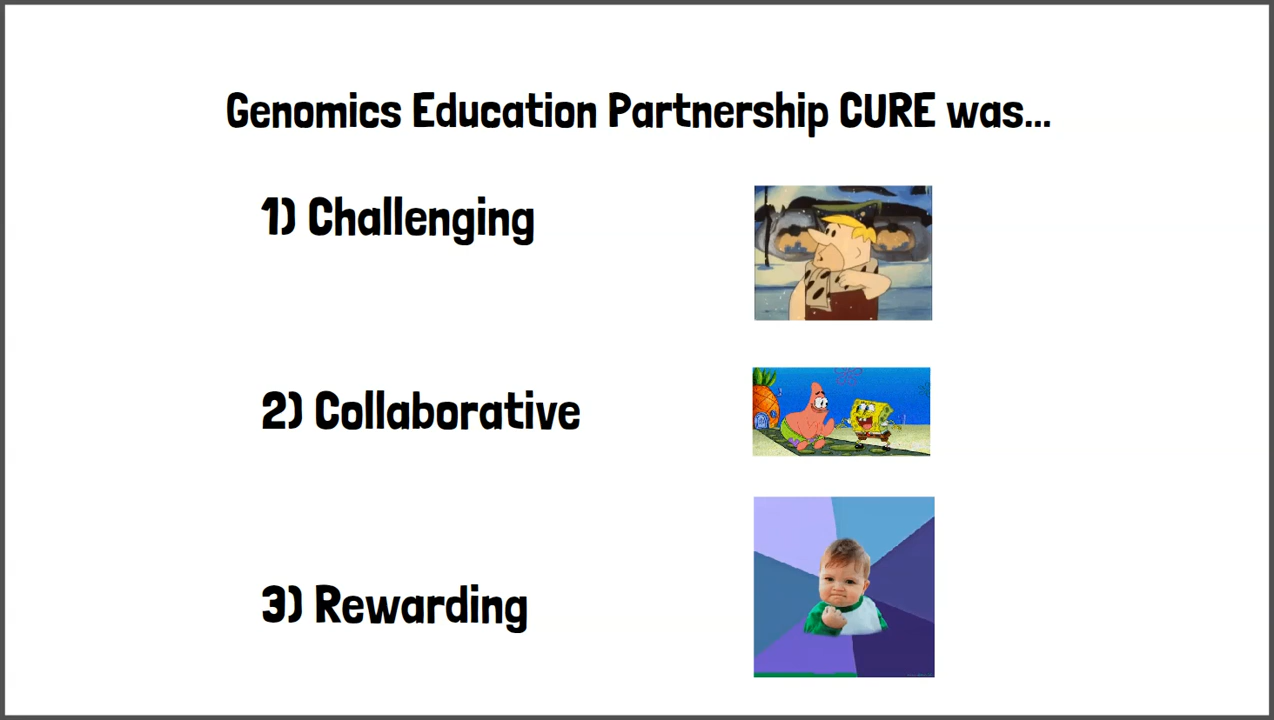 Genomics Education Partnership CURE was...
1) Challenging
2) Collaborative
3) Rewarding